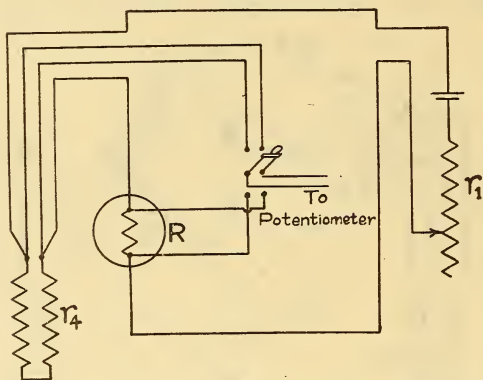 To
Potentiometer
R
r₁
r₄